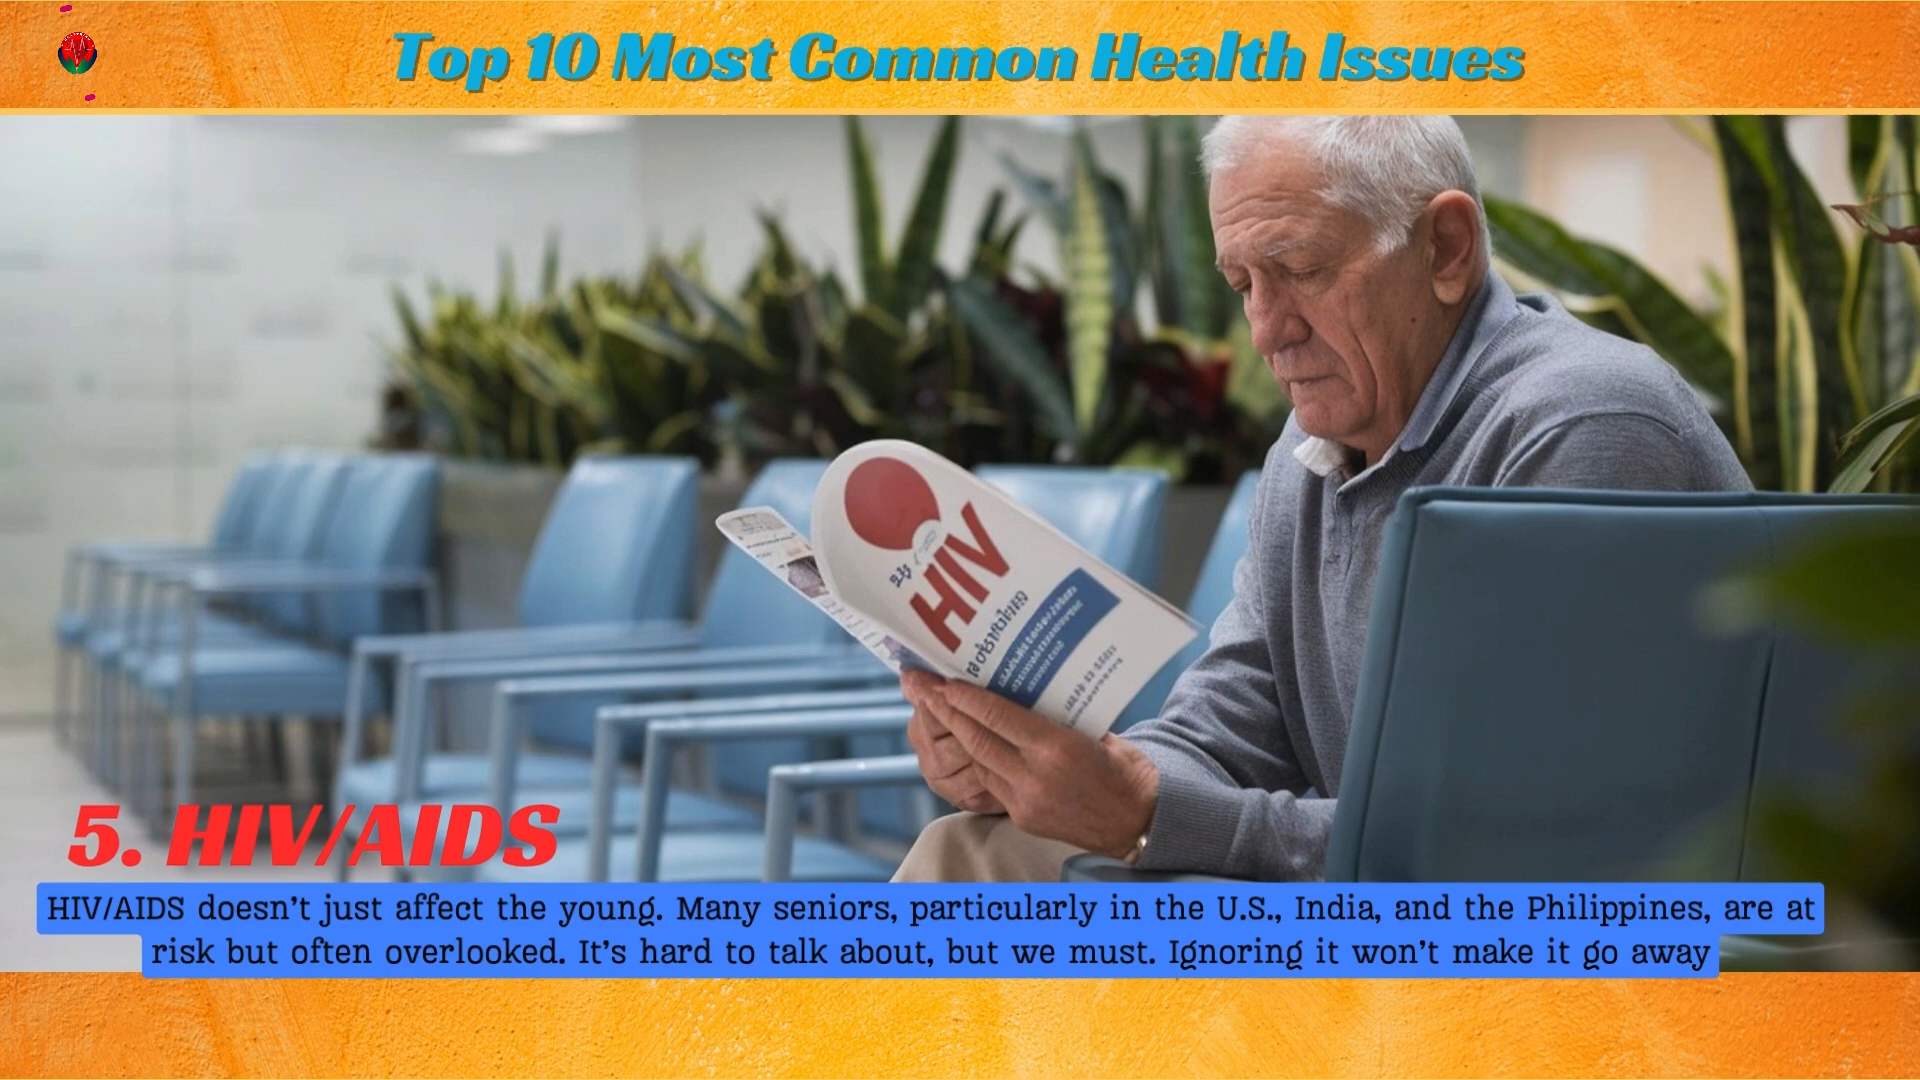 Top 10 Most Common Health Issues
HIV
5. HIV/AIDS
HIV/AIDS doesn't just affect the young. Many seniors, particularly in the U.S., India, and the Philippines, are at
risk but often overlooked. It's hard to talk about, but we must. Ignoring it won't make it go away